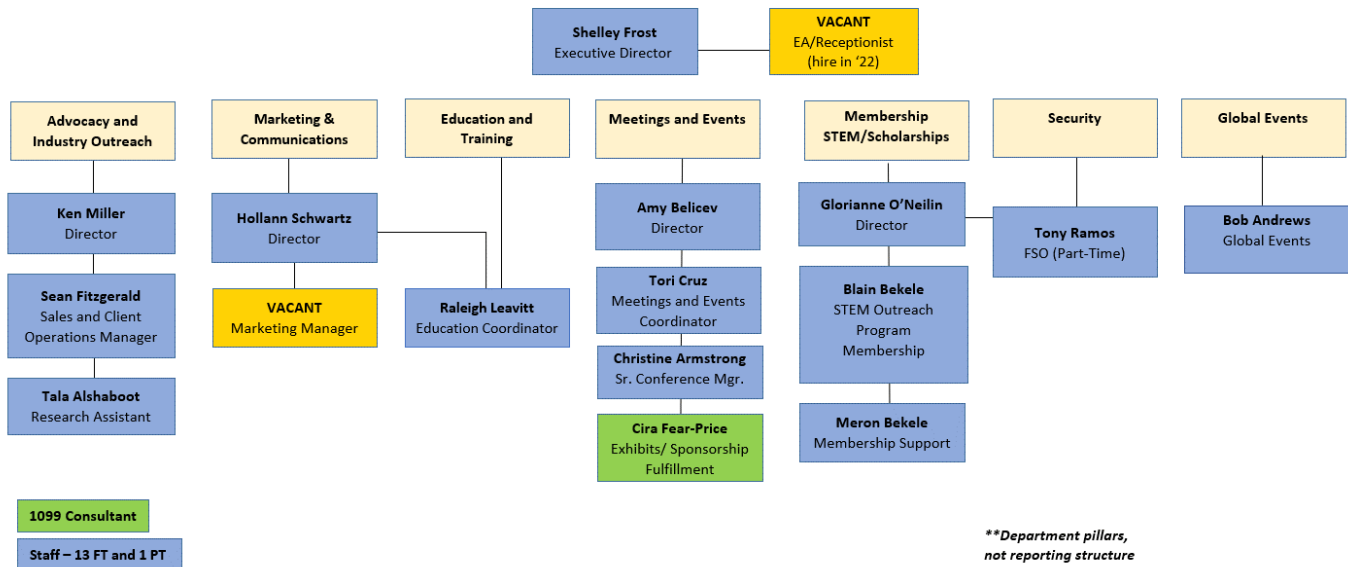 Shelley Frost
Executive Director
VACANT
EA/Receptionist
(hire in ‘22)
Advocacy and
Industry Outreach
Marketing &
Communications
Education and
Training
Meetings and Events
Membership
STEM/Scholarships
Security
Global Events
Ken Miller
Director
Hollann Schwartz
Director
Amy Belicev
Director
Glorianne O’Neilin
Director
Tony Ramos
FSO (Part-Time)
Bob Andrews
Global Events
Sean Fitzgerald
Sales and Client
Operations Manager
VACANT
Marketing Manager
Raleigh Leavitt
Education Coordinator
Tori Cruz
Meetings and Events
Coordinator
Blain Bekele
STEM Outreach
Program
Membership
Christine Armstrong
Sr. Conference Mgr.
Tala Alshaboot
Research Assistant
Cira Fear-Price
Exhibits/ Sponsorship
Fulfillment
Meron Bekele
Membership Support
1099 Consultant
Staff – 13 FT and 1 PT
**Department pillars,
not reporting structure